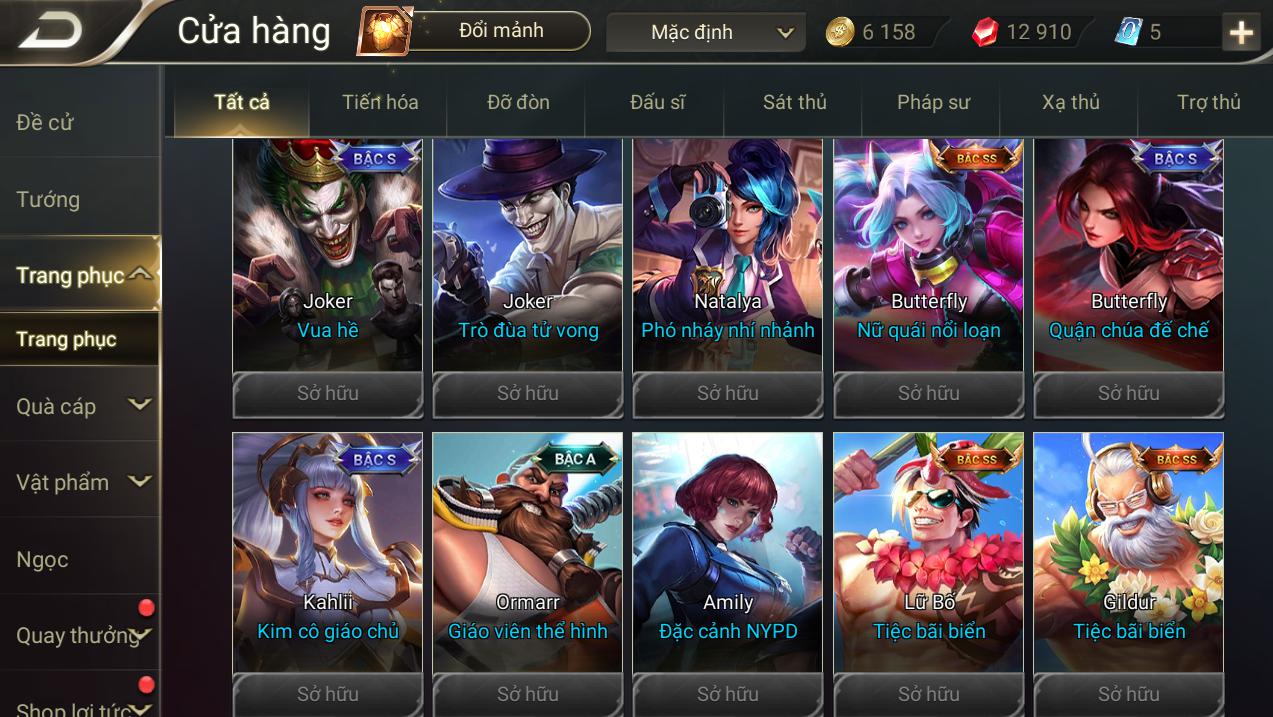 Cửa hàng
Đổi mảnh
Mặc định
6 158
12 910
5
Đề cử
Tướng
Trang phục
Trang phục
Quà cáp
Vật phẩm
Ngọc
Quay thưởng
Shop lợi tức
Tất cả
Tiến hóa
Đỡ đòn
Đấu sĩ
Sát thủ
Pháp sư
Xạ thủ
Trợ thủ
BẬC S
Joker
Vua hề
Sở hữu
Joker
Trò đùa tử vong
Sở hữu
Natalya
Phó nháy nhí nhảnh
Sở hữu
BẬC SS
Butterfly
Nữ quái nổi loạn
Sở hữu
BẬC S
Butterfly
Quận chúa đế chế
Sở hữu
BẬC S
Kahlii
Kim cô giáo chủ
Sở hữu
BẬC A
Ormarr
Giáo viên thể hình
Sở hữu
Amily
Đặc cảnh NYPD
Sở hữu
BẬC SS
Lữ Bố
Tiệc bãi biển
Sở hữu
BẬC SS
Gildur
Tiệc bãi biển
Sở hữu